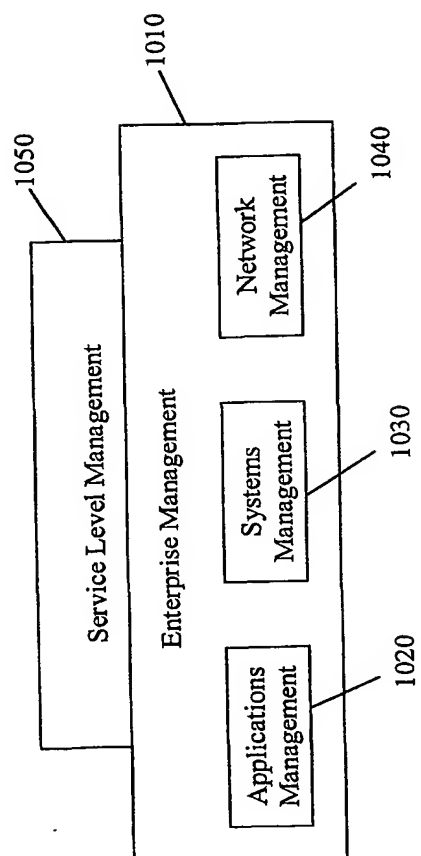 1050
Service Level Management
1010
Enterprise Management
Applications
Management
Systems
Management
Network
Management
1020
1030
1040